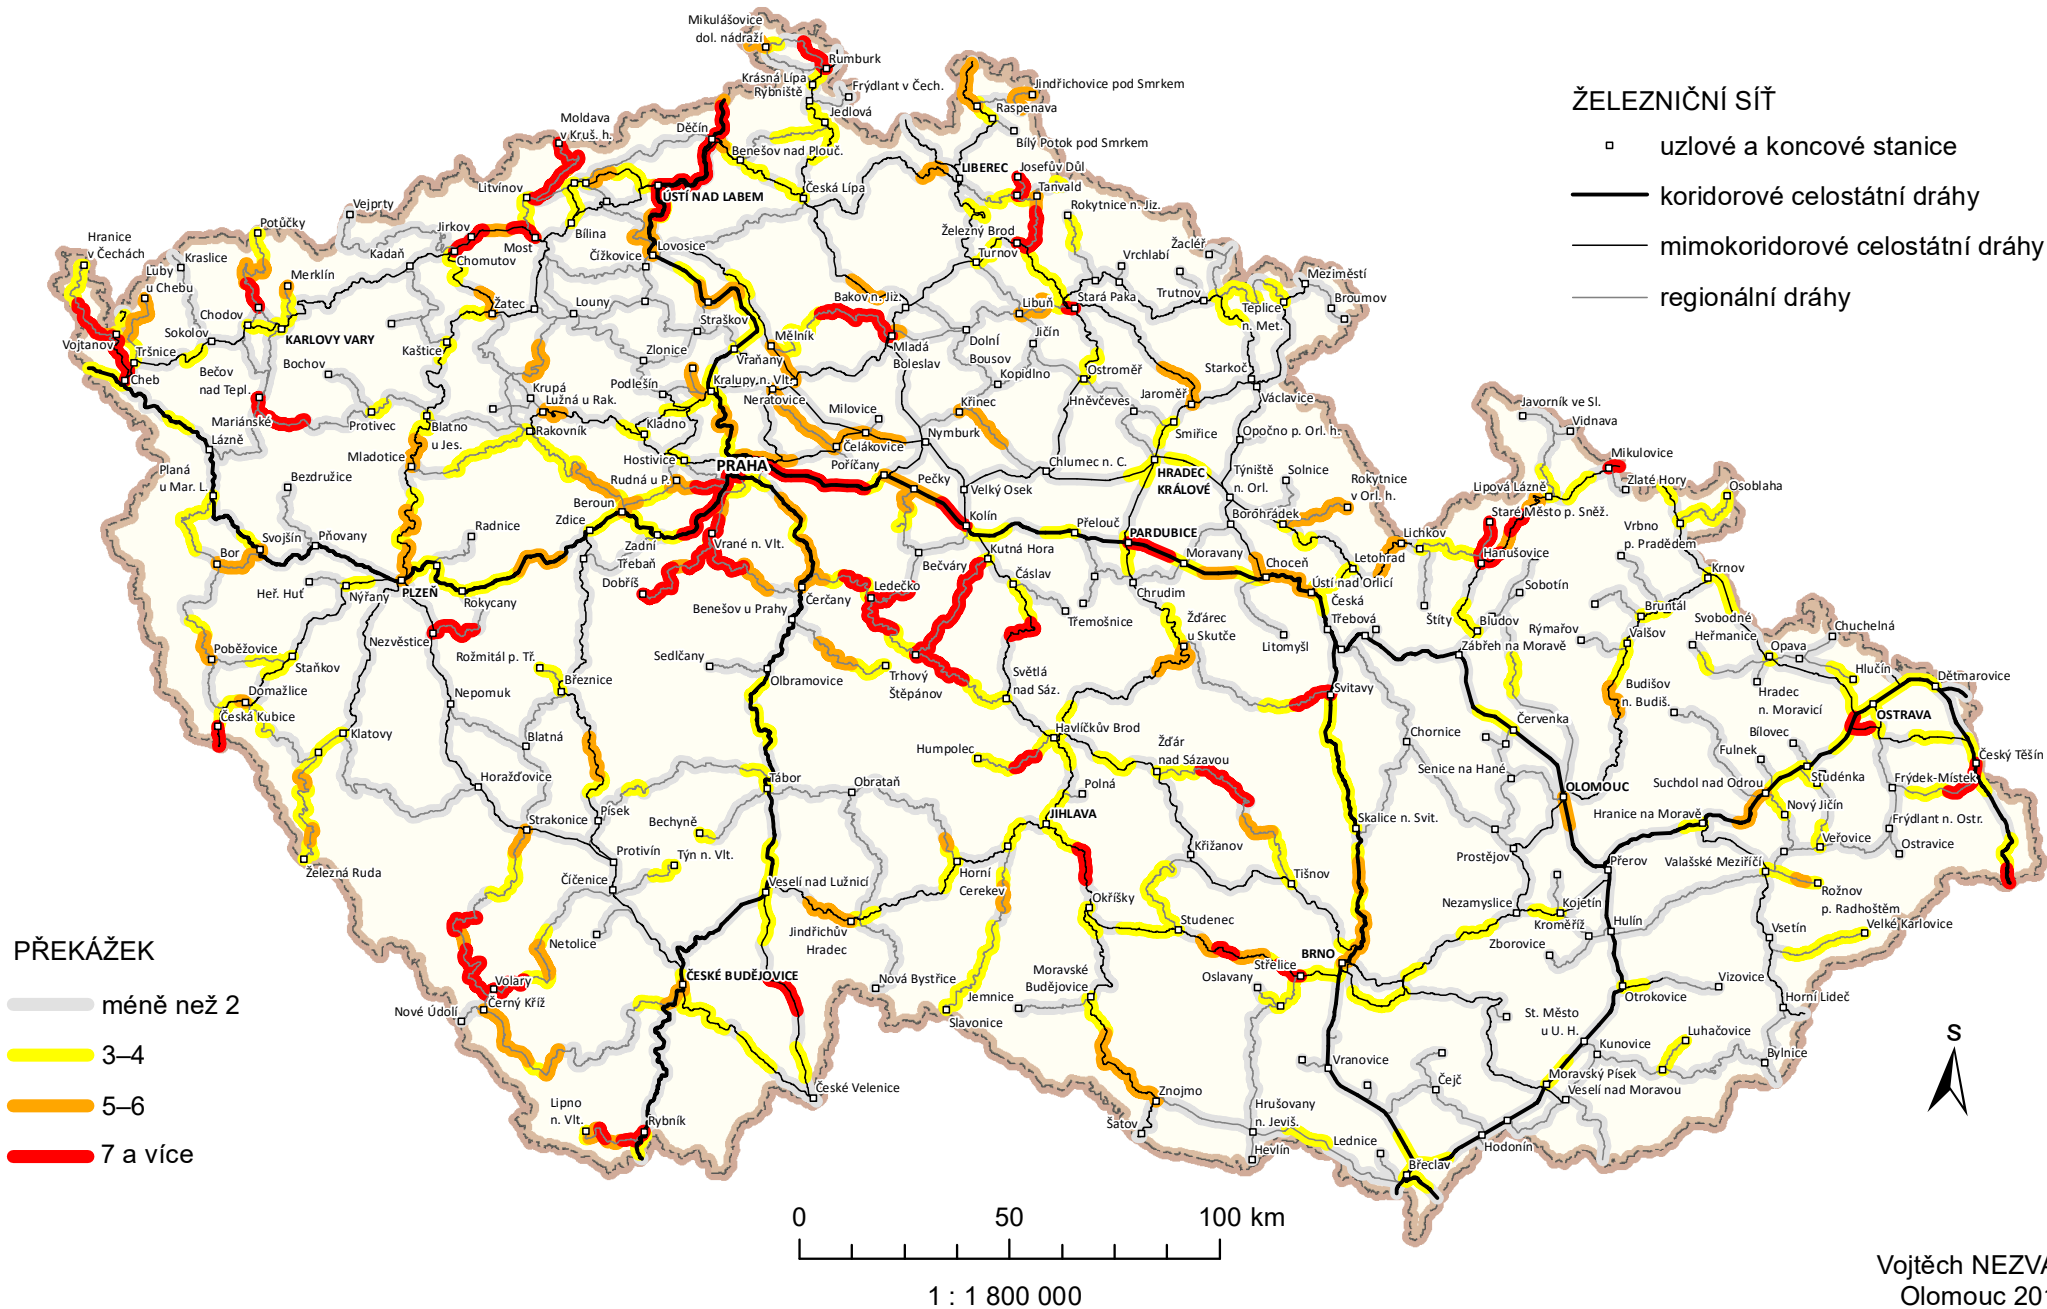 Mikulášovice
dol. nádraží
Rumburk
Krásná Lípa
Rybniště
Frýdlant v Čech.
Jedlová
Jindřichovice pod Smrkem
Raspenava
Bílý Potok pod Smrkem
ŽELEZNIČNÍ SÍŤ
uzlové a koncové stanice
koridorové celostátní dráhy
mimokoridorové celostátní dráhy
regionální dráhy
Moldava
v Kruš. h.
Děčín
Benešov nad Plouč.
Litvínov
ÚSTÍ NAD LABEM
Česká Lípa
LIBEREC
Josefův Důl
Tanvald
Rokytnice n. Jiz.
Železný Brod
Turnov
Vrchlabí
Žacléř
Trutnov
Meziměstí
Broumov
Teplice
n. Met.
Hranice
v Čechách
Luby
u Chebu
Kraslice
Potůčky
Merklín
Vejprty
Kadaň
Jirkov
Chomutov
Most
Bílina
Čížkovice
Lovosice
Žatec
Louny
Straškov
Bakov n. Jiz.
Libuň
Stará Paka
Jičín
Chodov
Sokolov
KARLOVY VARY
Vojtanov
Tršnice
Cheb
Bečov
nad Tepl.
Bochov
Kaštice
Zlonice
Mělník
Vraňany
Mladá
Boleslav
Dolní
Bousov
Kopidlno
Ostroměř
Starkoč
Jaroměř
Václavice
Hněvčeves
Smiřice
Opočno p. Orl. h.
Krupá
Lužná u Rak.
Podlešín
Kralupy n. Vlt.
Neratovice
Milovice
Křinec
Mariánské
Lázně
Protivec
Blatno
u Jes.
Rakovník
Kladno
Čelákovice
Nymburk
Hostivice
PRAHA
Poříčany
Pečky
Chlumec n. C.
HRADEC
KRÁLOVÉ
Týniště
n. Orl.
Solnice
Rokytnice
v Orl. h.
Javorník ve Sl.
Vidnava
Mikulovice
Zlaté Hory
Osoblaha
Lipová Lázně
Staré Město p. Sněž.
Planá
u Mar. L.
Bezdružice
Mladotice
Rudná u P.
Beroun
Zdice
Velký Osek
Kolín
Přelouč
PARDUBICE
Borohrádek
Moravany
Choceň
Letohrad
Lichkov
Hanušovice
Vrbno
p. Pradědem
Krnov
Bor
Svojšín
Pňovany
Radnice
Zadní
Třebaň
Dobříš
Vrané n. Vlt.
Kutná Hora
Bečváry
Čáslav
Chrudim
Ústí nad Orlicí
Česká
Třebová
Heř. Huť
Nýřany
PLZEŇ
Rokycany
Benešov u Prahy
Čerčany
Ledečko
Třemošnice
Žďárec
u Skutče
Litomyšl
Štíty
Bludov
Zábřeh na Moravě
Sobotín
Rýmařov
Bruntál
Valšov
Svobodné
Heřmanice
Opava
Chuchelná
Hlučín
Dětmarovice
Nezvěstice
Poběžovice
Staňkov
Rožmitál p. Tř.
Březnice
Sedlčany
Olbramovice
Trhový
Štěpánov
Světlá
nad Sáz.
Svitavy
Budišov
n. Budiš.
Hradec
n. Moravicí
OSTRAVA
Domažlice
Česká Kubice
Klatovy
Nepomuk
Blatná
Humpolec
Havlíčkův Brod
Žďár
nad Sázavou
Chornice
Červenka
Bílovec
Fulnek
Český Těšín
Horažďovice
Tábor
Obrataň
Polná
Senice na Hané
OLOMOUC
Suchdol nad Odrou
Studénka
Frýdek-Místek
Strakonice
Písek
Bechyně
JIHLAVA
Skalice n. Svit.
Hranice na Moravě
Nový Jičín
Frýdlant n. Ostr.
Železná Ruda
Protivín
Týn n. Vlt.
Křižanov
Prostějov
Přerov
Valašské Meziříčí
Veřovice
Ostravice
Číčenice
Veselí nad Lužnicí
Horní
Cerekev
Tišnov
Rožnov
p. Radhoštěm
Netolice
Jindřichův
Hradec
Okříšky
Studenec
Nezamyslice
Kojetín
Kroměříž
Hulín
Zborovice
Vsetín
Velké Karlovice
PŘEKÁŽEK
méně než 2
3–4
5–6
7 a více
Volary
Černý Kříž
Nové Údolí
ČESKÉ BUDĚJOVICE
Nová Bystřice
Slavonice
Jemnice
Moravské
Budějovice
Střelice
Oslavany
BRNO
Otrokovice
Vizovice
Horní Lideč
St. Město
u U. H.
Kunovice
Luhačovice
Bylnice
Vranovice
Čejč
Moravský Písek
Veselí nad Moravou
České Velenice
Lipno
n. Vlt.
Rybník
Znojmo
Šatov
Hrušovany
n. Jeviš.
Hevlín
Lednice
Břeclav
Hodonín
S
0 50 100 km
1 : 1 800 000
Vojtěch NEZVA
Olomouc 201